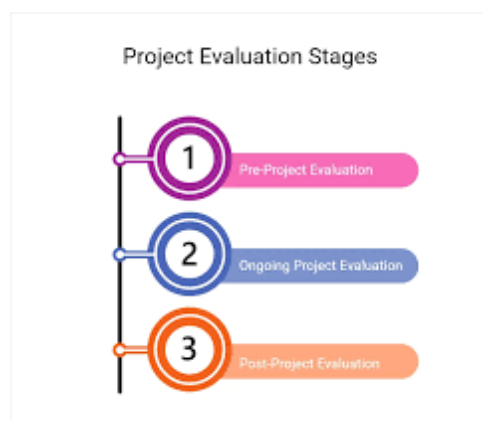 Project Evaluation Stages
1
Pre-Project Evaluation
2
Ongoing Project Evaluation
3
Post-Project Evaluation